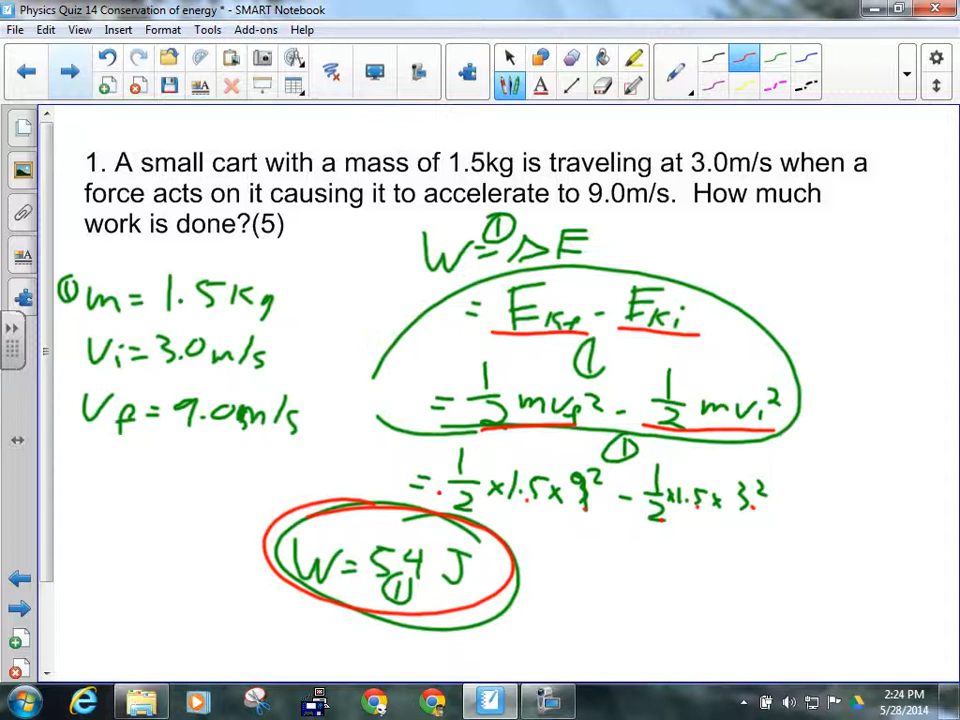 Physics Quiz 14 Conservation of energy * - SMART Notebook
File Edit View Insert Format Tools Add-ons Help
1. A small cart with a mass of 1.5kg is traveling at 3.0m/s when a
force acts on it causing it to accelerate to 9.0m/s. How much
work is done?(5)
① W = ΔE
① m = 1.5 Kg
= EKf - EKi
Vi = 3.0 m/s
①
Vf = 9.0 m/s
= 1/2 mvf² - 1/2 mvi²
①
= 1/2 × 1.5 × 9² - 1/2 × 1.5 × 3²
W = 54 J
①
2:24 PM
5/28/2014